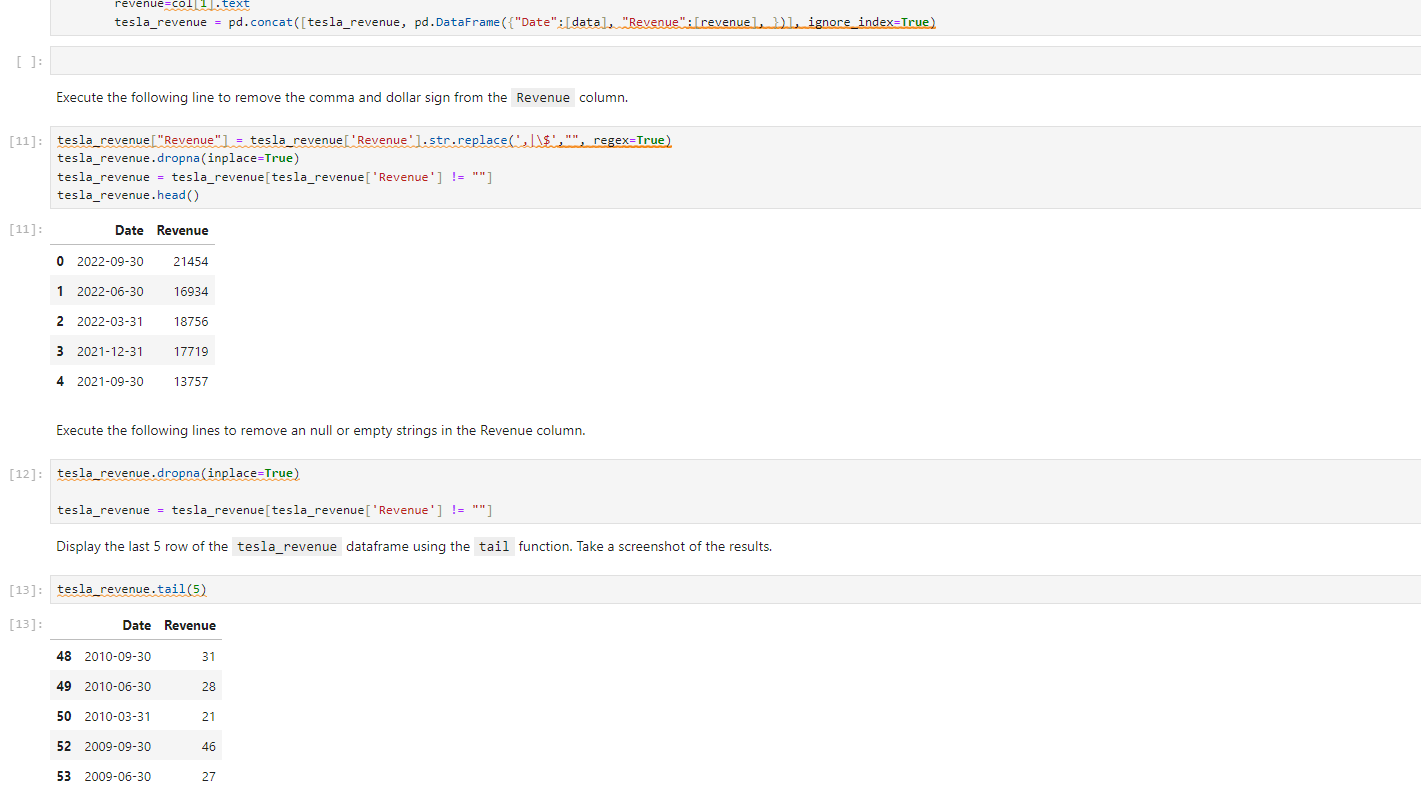 revenue=col[1].text
tesla_revenue = pd.concat([tesla_revenue, pd.DataFrame({"Date":[data], "Revenue":[revenue], })], ignore_index=True)
[ ]:
Execute the following line to remove the comma and dollar sign from the Revenue column.
[11]: tesla_revenue["Revenue"] = tesla_revenue['Revenue'].str.replace(',|\$',"", regex=True)
tesla_revenue.dropna(inplace=True)
tesla_revenue = tesla_revenue[tesla_revenue['Revenue'] != ""]
tesla_revenue.head()
[11]: Date Revenue
0 2022-09-30 21454
1 2022-06-30 16934
2 2022-03-31 18756
3 2021-12-31 17719
4 2021-09-30 13757
Execute the following lines to remove an null or empty strings in the Revenue column.
[12]: tesla_revenue.dropna(inplace=True)
tesla_revenue = tesla_revenue[tesla_revenue['Revenue'] != ""]
Display the last 5 row of the tesla_revenue dataframe using the tail function. Take a screenshot of the results.
[13]: tesla_revenue.tail(5)
[13]: Date Revenue
48 2010-09-30 31
49 2010-06-30 28
50 2010-03-31 21
52 2009-09-30 46
53 2009-06-30 27